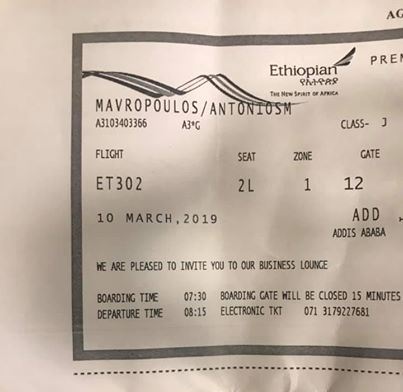 AG
Ethiopian
የኢትዮጵያ
THE NEW SPIRIT OF AFRICA
PREM
MAVROPOULOS/ANTONIOSM
A3103403366 A3*G
CLASS- J
FLIGHT SEAT ZONE GATE
ET302 2L 1 12
10 MARCH,2019 ADD
ADDIS ABABA
WE ARE PLEASED TO INVITE YOU TO OUR BUSINESS LOUNGE
BOARDING TIME 07:30 BOARDING GATE WILL BE CLOSED 15 MINUTES
DEPARTURE TIME 08:15 ELECTRONIC TKT 071 3179227681